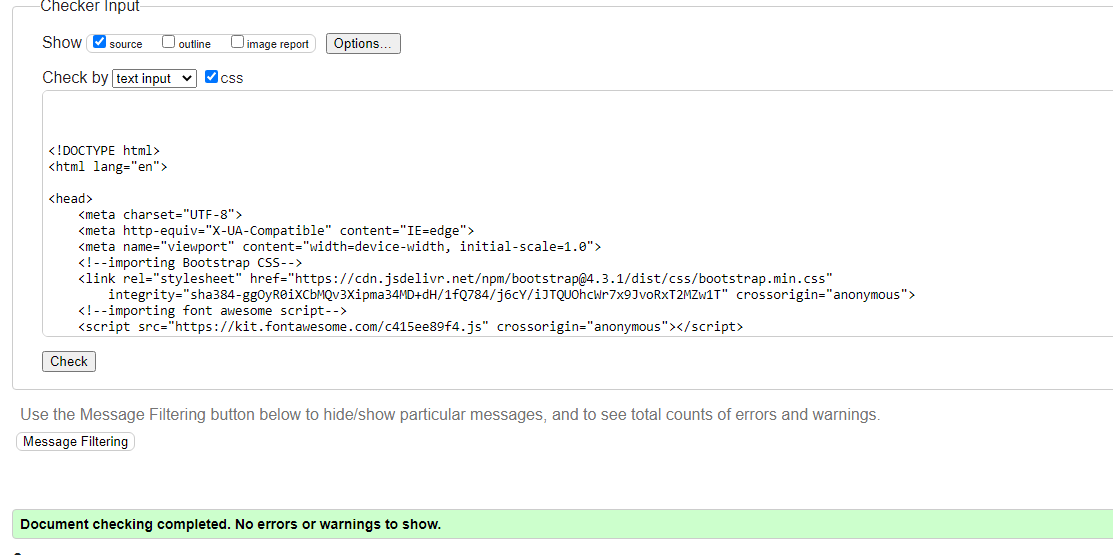 Checker Input
Show source outline image report Options...
Check by text input css
<!DOCTYPE html>
<html lang="en">
<head>
<meta charset="UTF-8">
<meta http-equiv="X-UA-Compatible" content="IE=edge">
<meta name="viewport" content="width=device-width, initial-scale=1.0">
<!--importing Bootstrap CSS-->
<link rel="stylesheet" href="https://cdn.jsdelivr.net/npm/bootstrap@4.3.1/dist/css/bootstrap.min.css"
integrity="sha384-ggOyR0iXCbMQv3Xipma34MD+dH/1fQ784/j6cY/iJTQUOhcWr7x9JvoRxT2MZw1T" crossorigin="anonymous">
<!--importing font awesome script-->
<script src="https://kit.fontawesome.com/c415ee89f4.js" crossorigin="anonymous"></script>
Check
Use the Message Filtering button below to hide/show particular messages, and to see total counts of errors and warnings.
Message Filtering
Document checking completed. No errors or warnings to show.